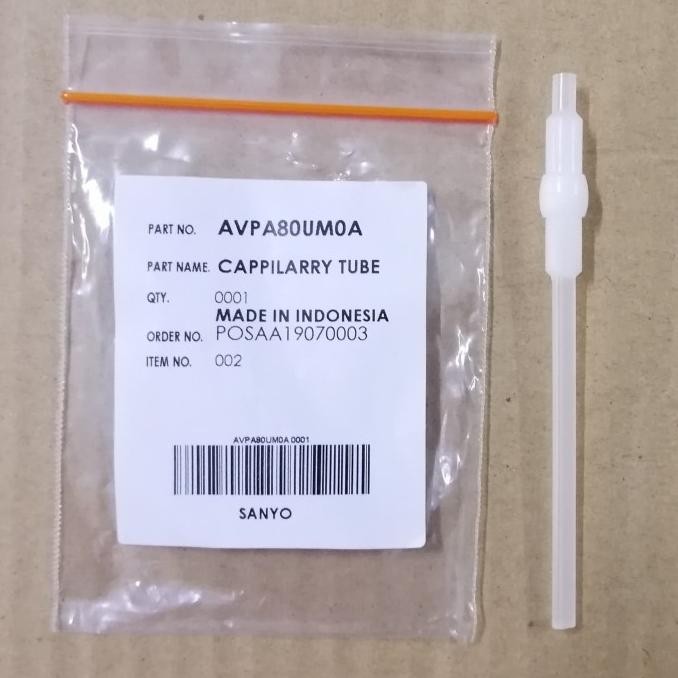 PART NO. AVPA80UM0A
PART NAME. CAPPILARRY TUBE
QTY. 0001
MADE IN INDONESIA
ORDER NO. POSAA19070003
ITEM NO. 002
AVPA80UM0A 0001
SANYO